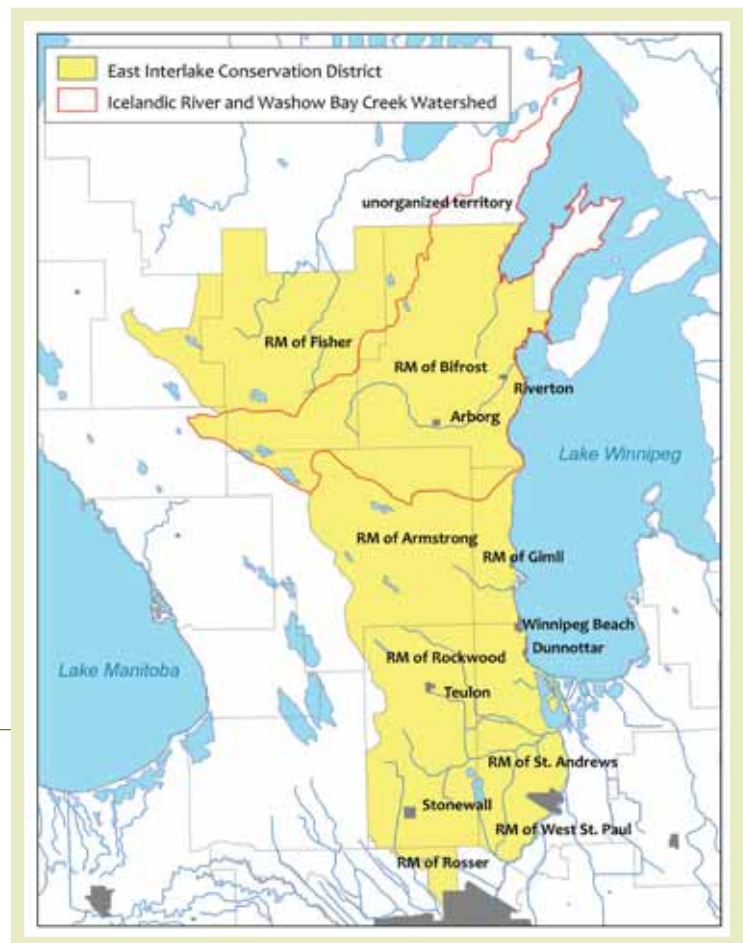 East Interlake Conservation District
Icelandic River and Washow Bay Creek Watershed
unorganized territory
RM of Fisher
RM of Bifrost
Riverton
Arborg
Lake Winnipeg
RM of Armstrong
RM of Gimli
Winnipeg Beach
Dunnottar
RM of Rockwood
Lake Manitoba
Teulon
RM of St. Andrews
Stonewall
RM of West St. Paul
RM of Rosser